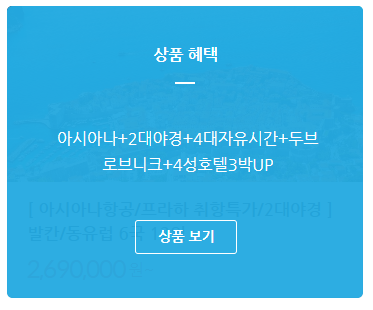 상품 혜택
아시아나+2대야경+4대자유시간+두브
로브니크+4성호텔3박UP
[ 아시아나항공/프라하 취항특가/2대야경 ]
발칸/동유럽 6국
상품 보기
2,690,000 원~